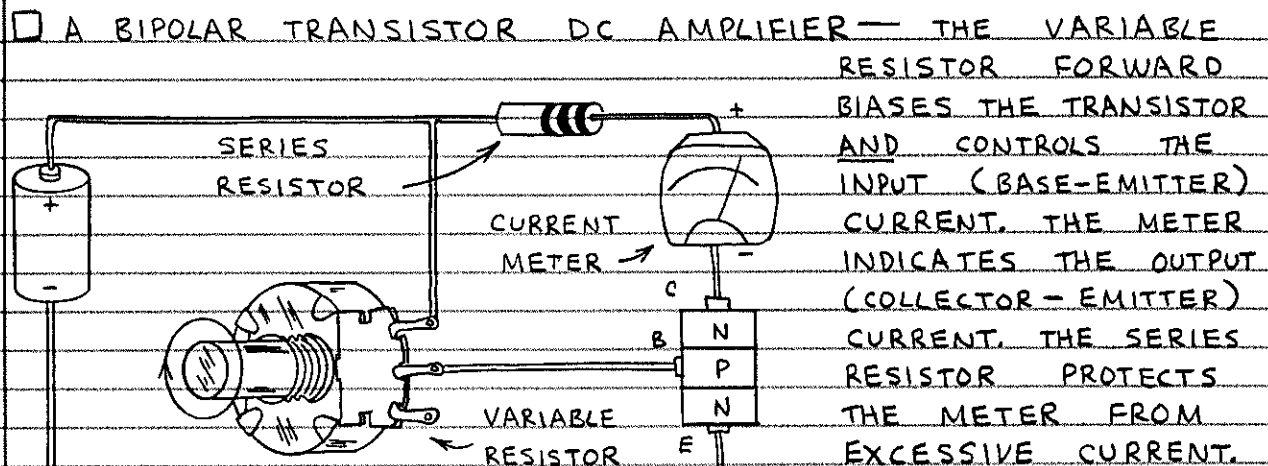 □ A BIPOLAR TRANSISTOR DC AMPLIFIER — THE VARIABLE
RESISTOR FORWARD
BIASES THE TRANSISTOR
AND CONTROLS THE
INPUT (BASE-EMITTER)
CURRENT. THE METER
INDICATES THE OUTPUT
(COLLECTOR-EMITTER)
CURRENT. THE SERIES
RESISTOR PROTECTS
THE METER FROM
EXCESSIVE CURRENT.
SERIES
RESISTOR
+
-
+
CURRENT
METER
-
C
B
N
P
N
E
VARIABLE
RESISTOR